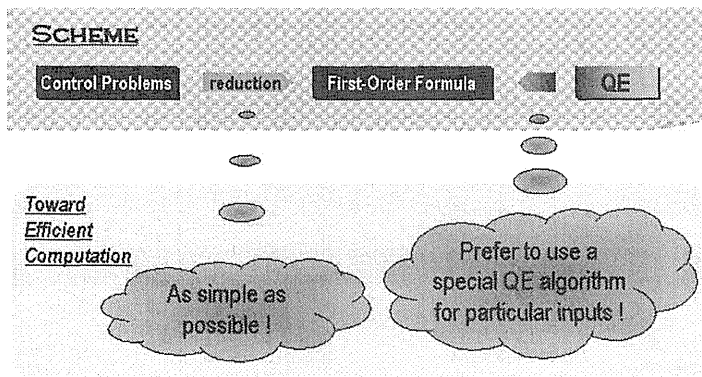 SCHEME
Control Problems reduction First-Order Formula QE
Toward
Efficient
Computation
As simple as
possible !
Prefer to use a
special QE algorithm
for particular inputs !